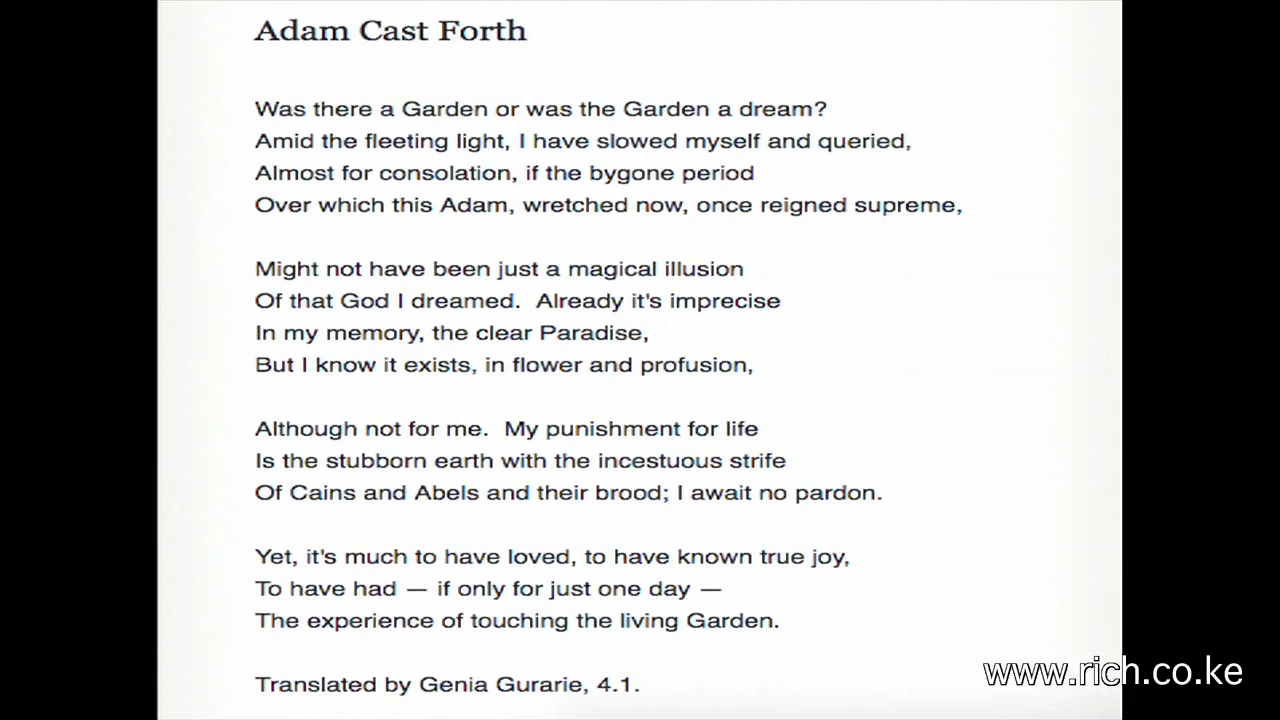 Adam Cast Forth
Was there a Garden or was the Garden a dream?
Amid the fleeting light, I have slowed myself and queried,
Almost for consolation, if the bygone period
Over which this Adam, wretched now, once reigned supreme,
Might not have been just a magical illusion
Of that God I dreamed.  Already it's imprecise
In my memory, the clear Paradise,
But I know it exists, in flower and profusion,
Although not for me.  My punishment for life
Is the stubborn earth with the incestuous strife
Of Cains and Abels and their brood; I await no pardon.
Yet, it's much to have loved, to have known true joy,
To have had — if only for just one day —
The experience of touching the living Garden.
Translated by Genia Gurarie, 4.1.
www.rich.co.ke